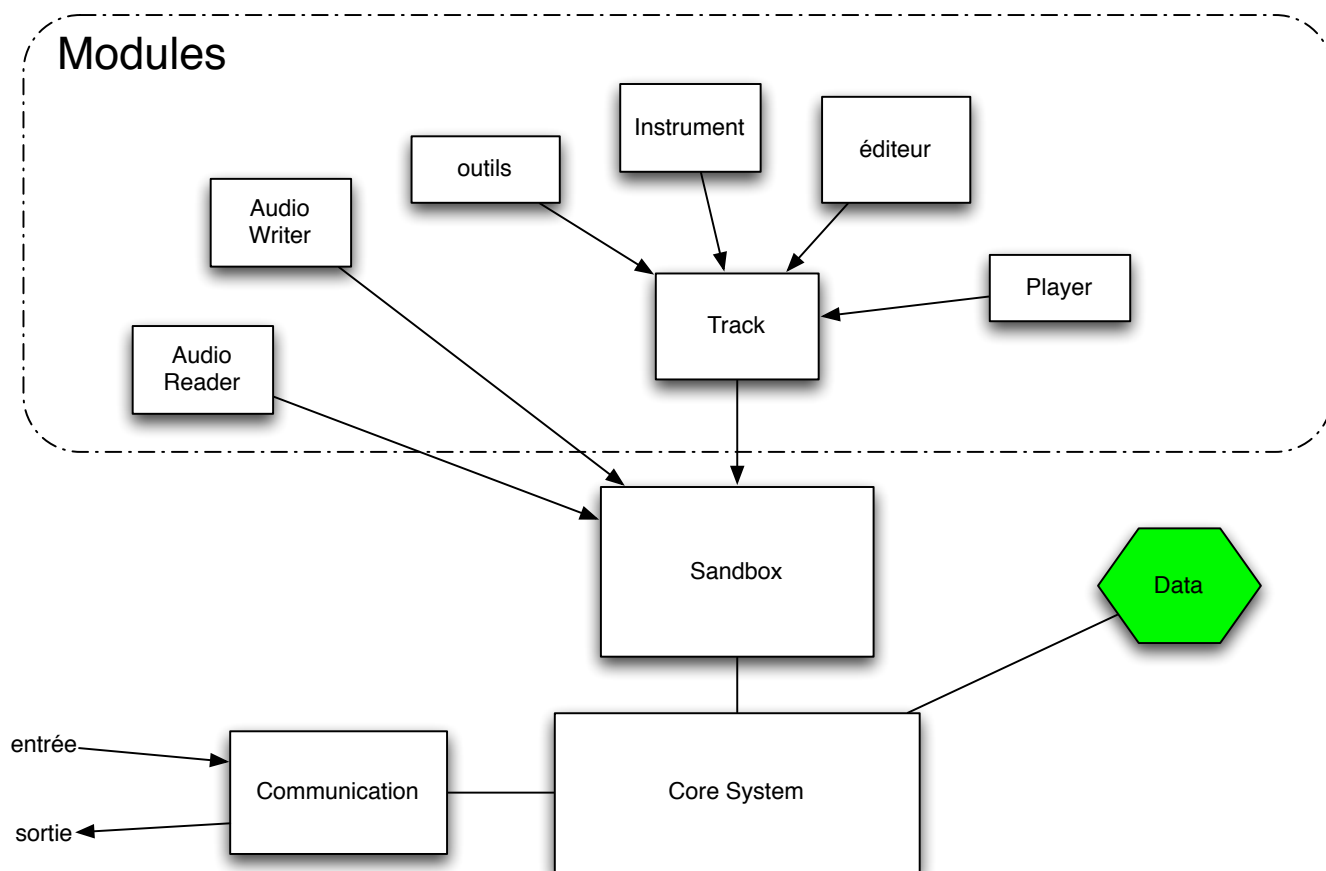 Modules
Instrument
éditeur
outils
Audio
Writer
Player
Track
Audio
Reader
Sandbox
Data
entrée
Communication
Core System
sortie